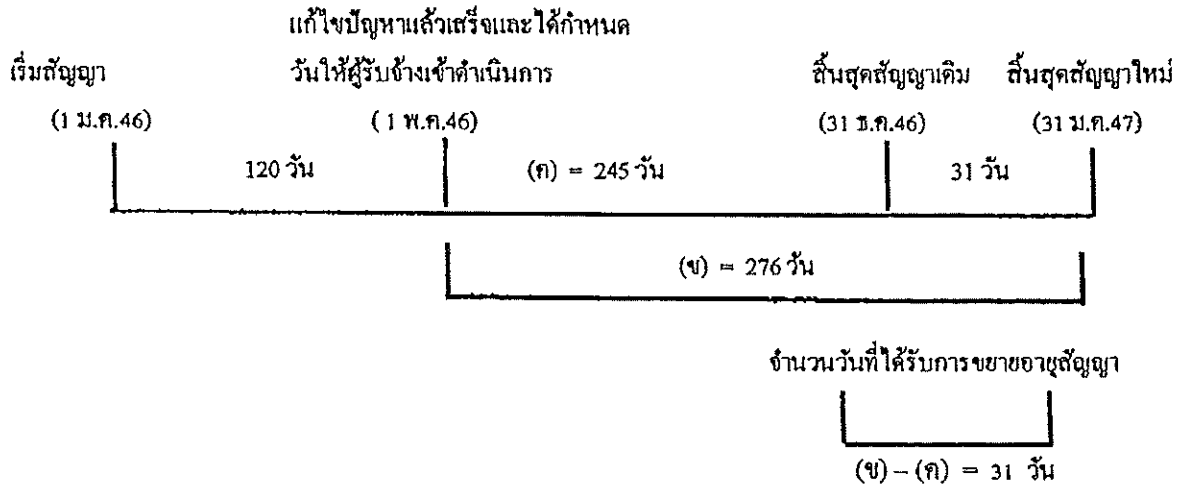 แก้ไขปัญหาแล้วเสร็จและได้กำหนด
เริ่มสัญญา วันให้ผู้รับจ้างเข้าดำเนินการ สิ้นสุดสัญญาเดิม สิ้นสุดสัญญาใหม่
(1 ม.ค.46) (1 พ.ค.46) (31 ธ.ค.46) (31 ม.ค.47)
120 วัน (ค) = 245 วัน 31 วัน
(ข) = 276 วัน
จำนวนวันที่ได้รับการขยายอายุสัญญา
(ข) – (ค) = 31 วัน